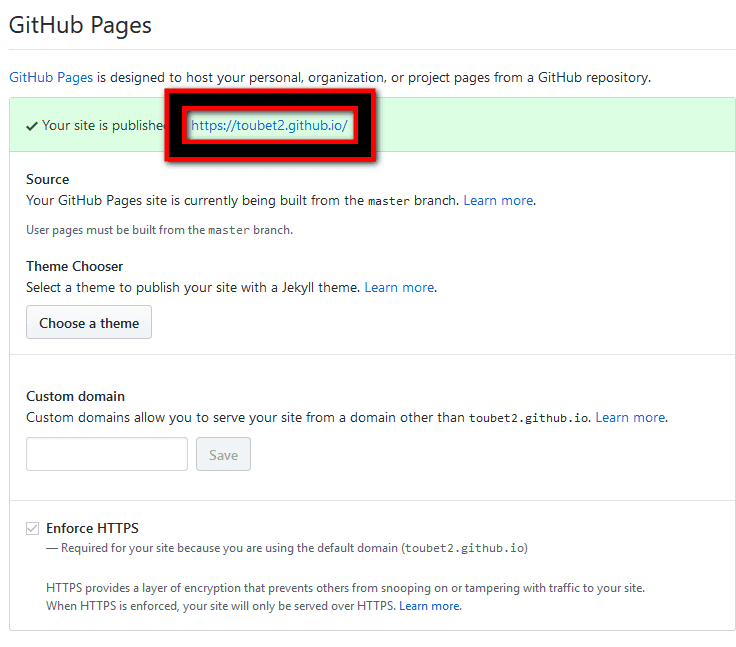 GitHub Pages
GitHub Pages is designed to host your personal, organization, or project pages from a GitHub repository.
Your site is published https://toubet2.github.io/
Source
Your GitHub Pages site is currently being built from the master branch. Learn more.
User pages must be built from the master branch.
Theme Chooser
Select a theme to publish your site with a Jekyll theme. Learn more.
Choose a theme
Custom domain
Custom domains allow you to serve your site from a domain other than toubet2.github.io. Learn more.
Save
Enforce HTTPS
— Required for your site because you are using the default domain (toubet2.github.io)
HTTPS provides a layer of encryption that prevents others from snooping on or tampering with traffic to your site.
When HTTPS is enforced, your site will only be served over HTTPS. Learn more.